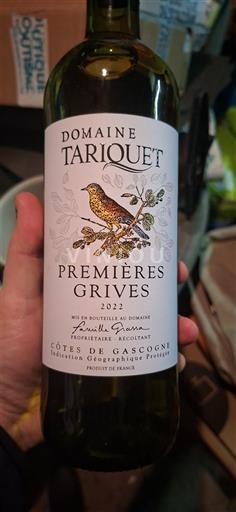 DOMAINE
TARIQUET
PREMIÈRES
GRIVES
2022
MIS EN BOUTEILLE AU DOMAINE
Famille Grassa
PROPRIÉTAIRE - RÉCOLTANT
CÔTES DE GASCOGNE
Indication Géographique Protégée
PRODUIT DE FRANCE